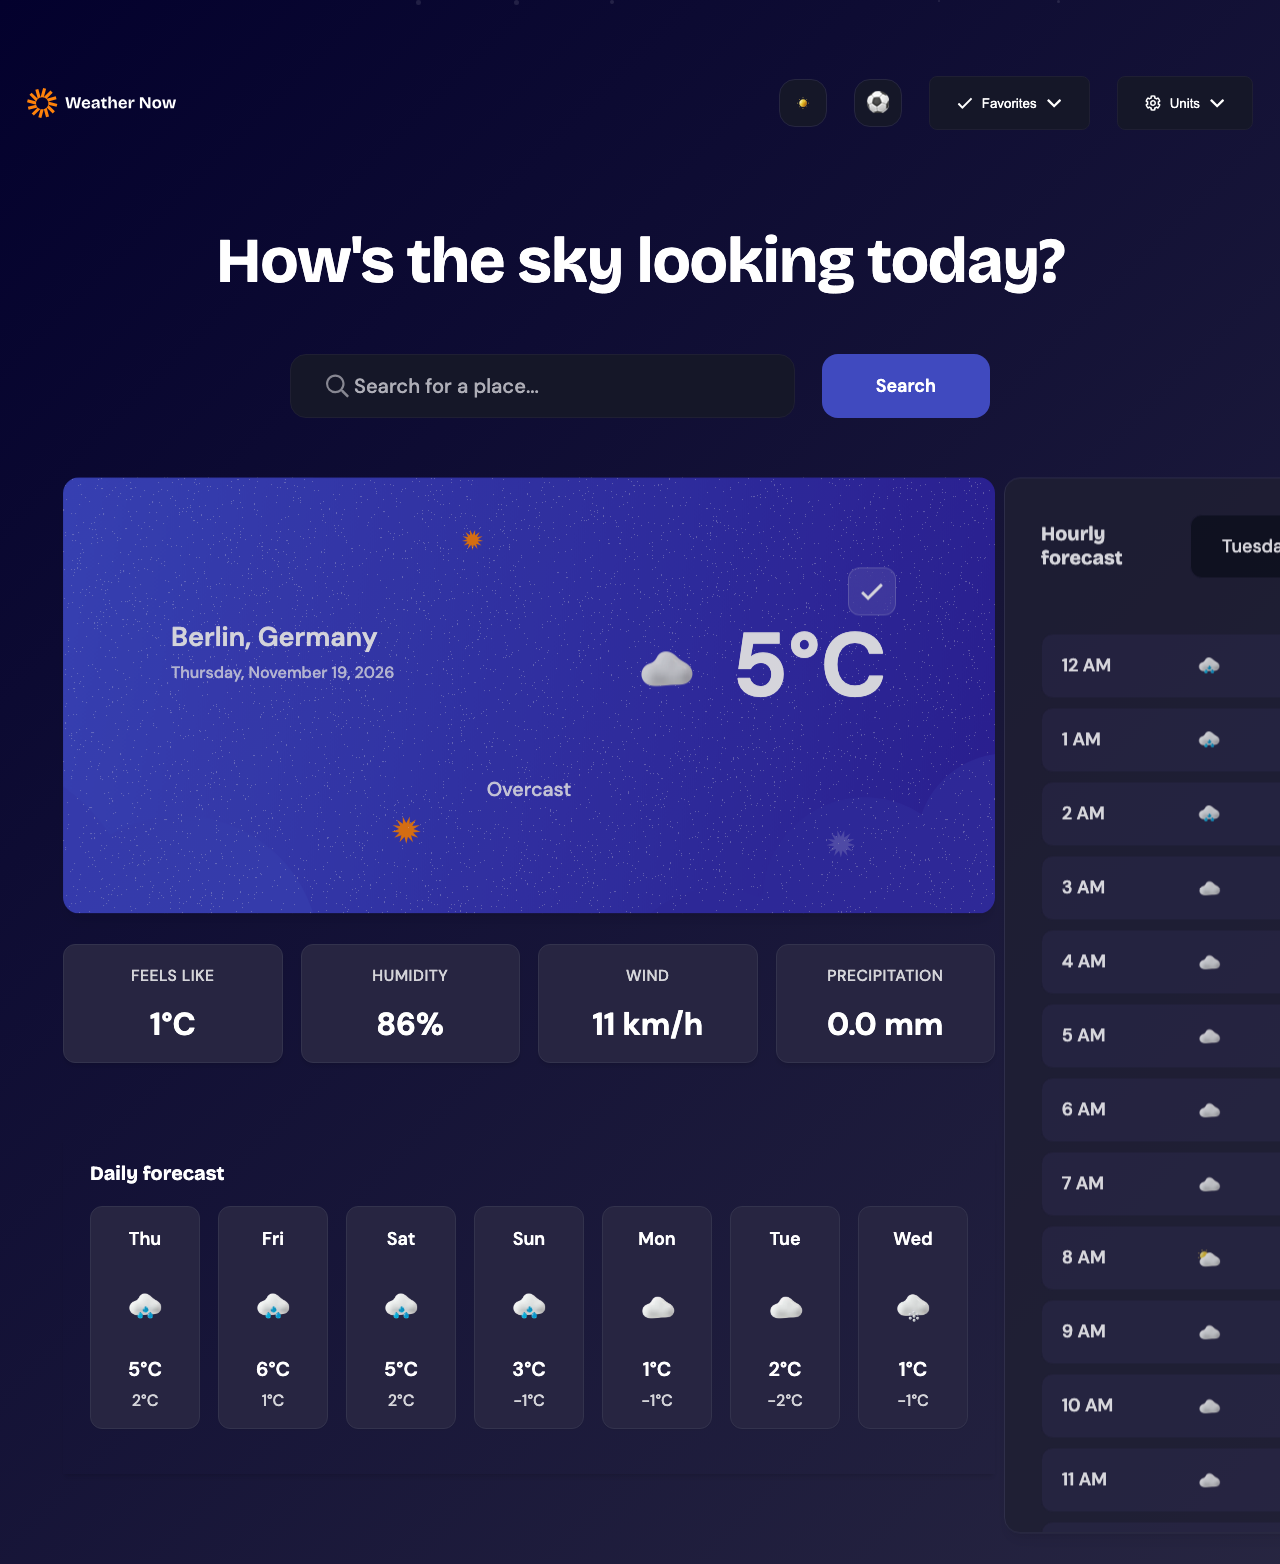 Weather Now
Favorites
Units
How's the sky looking today?
Search for a place...
Search
Berlin, Germany
Thursday, November 19, 2026
5°C
Overcast
FEELS LIKE
1°C
HUMIDITY
86%
WIND
11 km/h
PRECIPITATION
0.0 mm
Daily forecast
Thu
5°C
2°C
Fri
6°C
1°C
Sat
5°C
2°C
Sun
3°C
-1°C
Mon
1°C
-1°C
Tue
2°C
-2°C
Wed
1°C
-1°C
Hourly
forecast
Tuesda
12 AM
1 AM
2 AM
3 AM
4 AM
5 AM
6 AM
7 AM
8 AM
9 AM
10 AM
11 AM